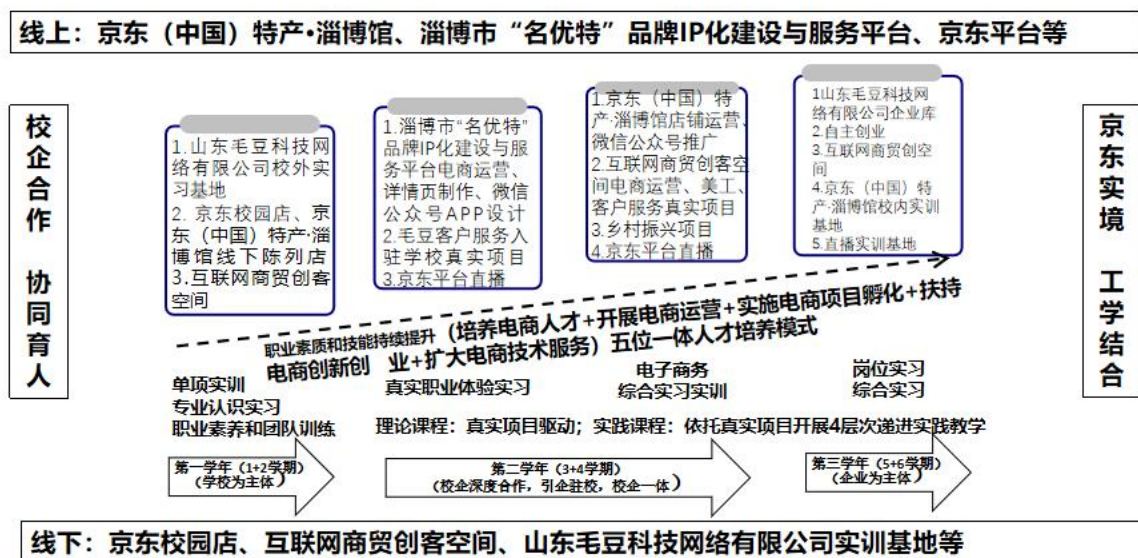 线上：京东（中国）特产·淄博馆、淄博市“名优特”品牌IP化建设与服务平台、京东平台等
校企合作 协同育人
1.山东毛豆科技网
络有限公司校外实
习基地
2. 京东校园店、京
东（中国）特产·淄
博馆线下陈列店
3.互联网商贸创客
空间
1.淄博市“名优特”
品牌IP化建设与服
务平台电商运营、
详情页制作、微信
公众号APP设计
2.毛豆客户服务入
驻学校真实项目
3.京东平台直播
1.京东（中国）特
产·淄博馆店铺运营、
微信公众号推广
2.互联网商贸创客空
间电商运营、美工、
客户服务真实项目
3.乡村振兴项目
4.京东平台直播
1山东毛豆科技网
络有限公司企业库
2.自主创业
3.互联网商贸创空
间
4.京东（中国）特
产·淄博馆校内实训
基地
5.直播实训基地
京东实境 工学结合
职业素质和技能持续提升（培养电商人才+开展电商运营+实施电商项目孵化+扶持
电商创新创 业+扩大电商技术服务）五位一体人才培养模式
单项实训
专业认识实习
职业素养和团队训练
真实职业体验实习
电子商务
综合实习实训
岗位实习
综合实习
理论课程：真实项目驱动；实践课程：依托真实项目开展4层次递进实践教学
第一学年（1+2学期）
（学校为主体）
第二学年（3+4学期）
（校企深度合作，引企驻校，校企一体）
第三学年（5+6学期）
（企业为主体）
线下：京东校园店、互联网商贸创客空间、山东毛豆科技网络有限公司实训基地等